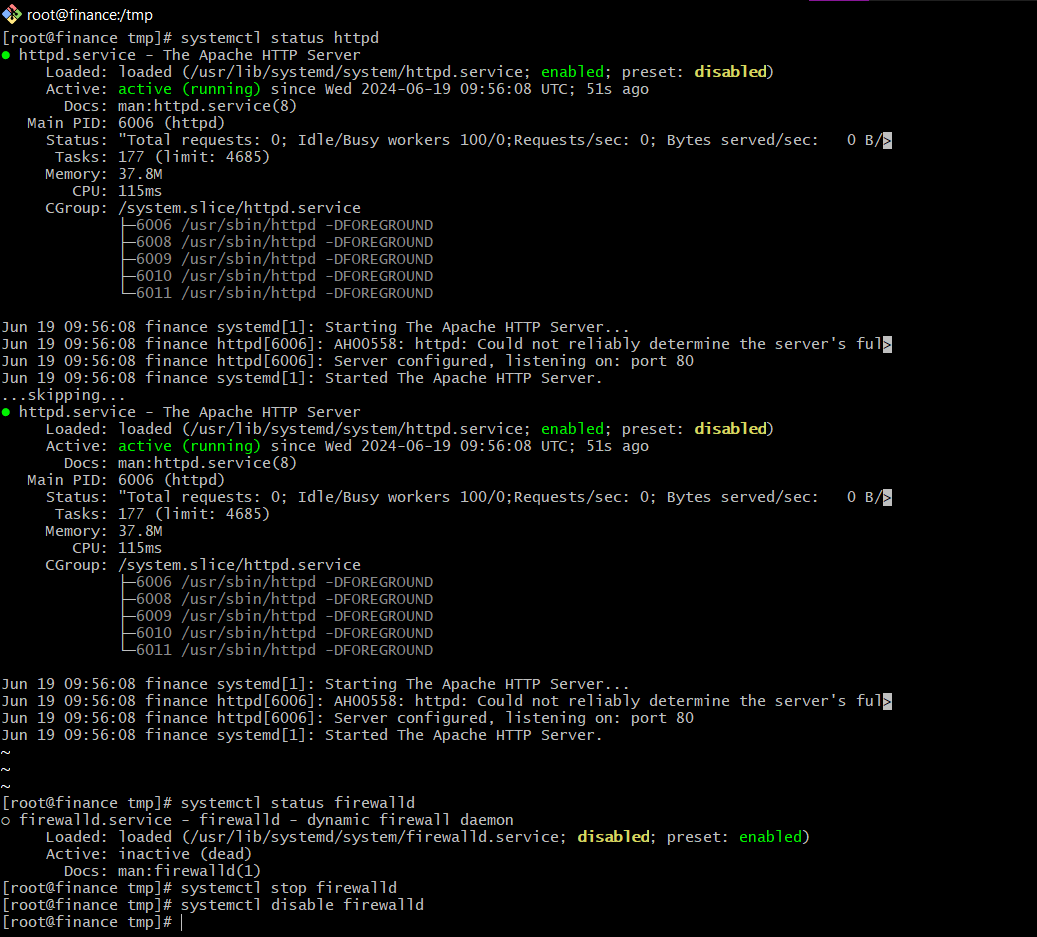 root@finance:/tmp
[root@finance tmp]# systemctl status httpd
● httpd.service - The Apache HTTP Server
     Loaded: loaded (/usr/lib/systemd/system/httpd.service; enabled; preset: disabled)
     Active: active (running) since Wed 2024-06-19 09:56:08 UTC; 51s ago
       Docs: man:httpd.service(8)
   Main PID: 6006 (httpd)
     Status: "Total requests: 0; Idle/Busy workers 100/0;Requests/sec: 0; Bytes served/sec:   0 B/>
      Tasks: 177 (limit: 4685)
     Memory: 37.8M
        CPU: 115ms
     CGroup: /system.slice/httpd.service
             ├─6006 /usr/sbin/httpd -DFOREGROUND
             ├─6008 /usr/sbin/httpd -DFOREGROUND
             ├─6009 /usr/sbin/httpd -DFOREGROUND
             ├─6010 /usr/sbin/httpd -DFOREGROUND
             └─6011 /usr/sbin/httpd -DFOREGROUND

Jun 19 09:56:08 finance systemd[1]: Starting The Apache HTTP Server...
Jun 19 09:56:08 finance httpd[6006]: AH00558: httpd: Could not reliably determine the server's ful>
Jun 19 09:56:08 finance httpd[6006]: Server configured, listening on: port 80
Jun 19 09:56:08 finance systemd[1]: Started The Apache HTTP Server.
...skipping...
● httpd.service - The Apache HTTP Server
     Loaded: loaded (/usr/lib/systemd/system/httpd.service; enabled; preset: disabled)
     Active: active (running) since Wed 2024-06-19 09:56:08 UTC; 51s ago
       Docs: man:httpd.service(8)
   Main PID: 6006 (httpd)
     Status: "Total requests: 0; Idle/Busy workers 100/0;Requests/sec: 0; Bytes served/sec:   0 B/>
      Tasks: 177 (limit: 4685)
     Memory: 37.8M
        CPU: 115ms
     CGroup: /system.slice/httpd.service
             ├─6006 /usr/sbin/httpd -DFOREGROUND
             ├─6008 /usr/sbin/httpd -DFOREGROUND
             ├─6009 /usr/sbin/httpd -DFOREGROUND
             ├─6010 /usr/sbin/httpd -DFOREGROUND
             └─6011 /usr/sbin/httpd -DFOREGROUND

Jun 19 09:56:08 finance systemd[1]: Starting The Apache HTTP Server...
Jun 19 09:56:08 finance httpd[6006]: AH00558: httpd: Could not reliably determine the server's ful>
Jun 19 09:56:08 finance httpd[6006]: Server configured, listening on: port 80
Jun 19 09:56:08 finance systemd[1]: Started The Apache HTTP Server.
~
~
~
[root@finance tmp]# systemctl status firewalld
○ firewalld.service - firewalld - dynamic firewall daemon
     Loaded: loaded (/usr/lib/systemd/system/firewalld.service; disabled; preset: enabled)
     Active: inactive (dead)
       Docs: man:firewalld(1)
[root@finance tmp]# systemctl stop firewalld
[root@finance tmp]# systemctl disable firewalld
[root@finance tmp]#